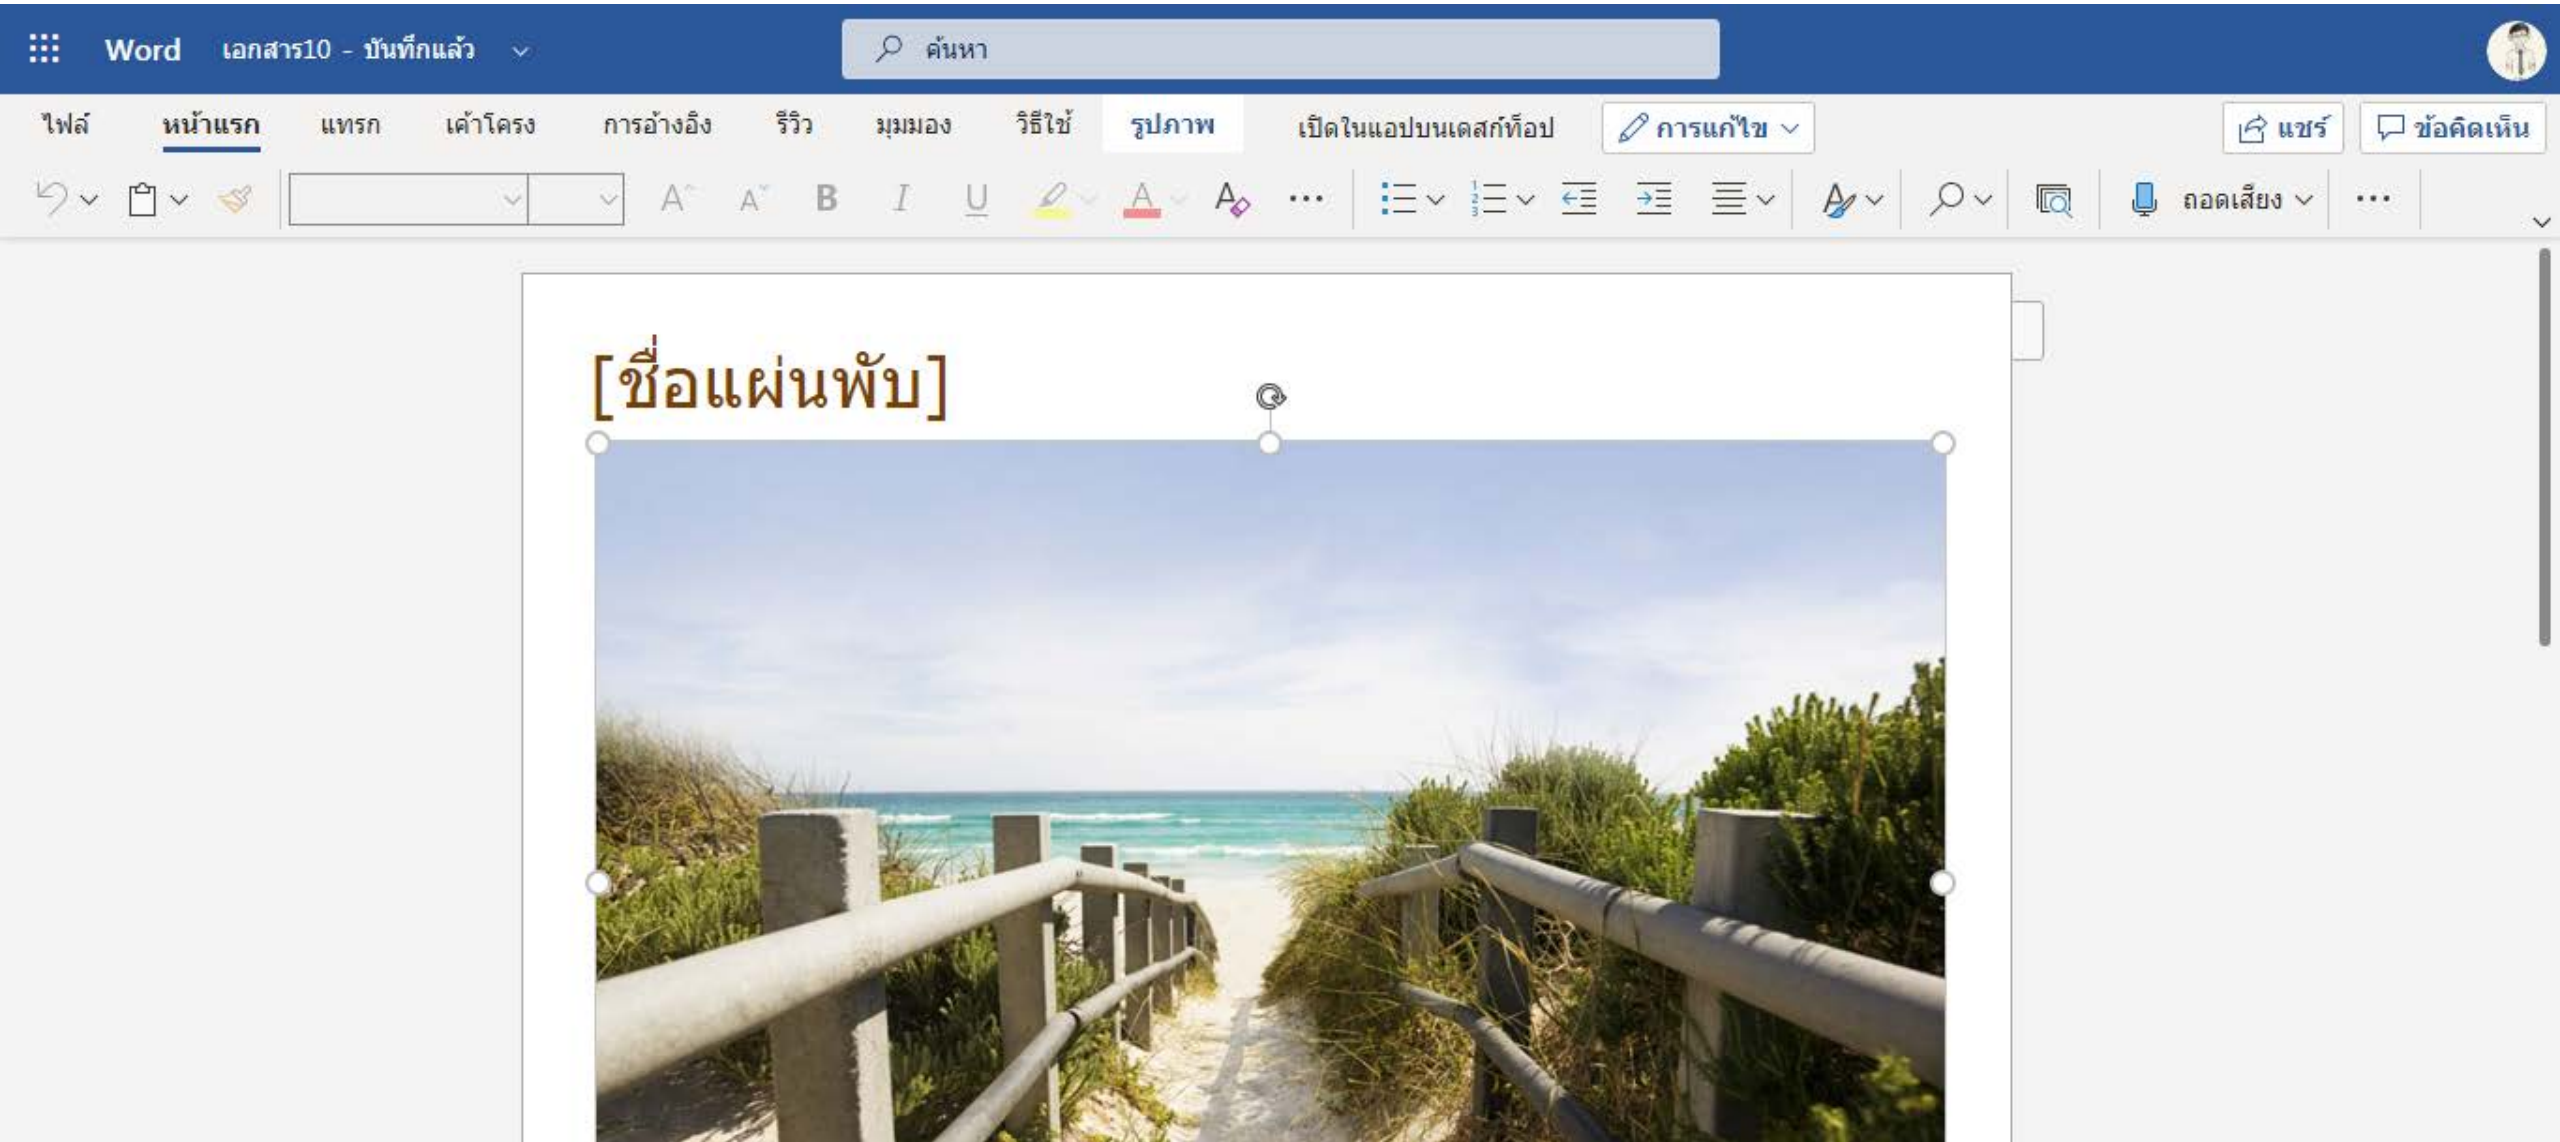 Word เอกสาร10 - บันทึกแล้ว ค้นหา
ไฟล์ หน้าแรก แทรก เค้าโครง การอ้างอิง รีวิว มุมมอง วิธีใช้ รูปภาพ เปิดในแอปบนเดสก์ท็อป การแก้ไข แชร์ ข้อคิดเห็น
A A B I U A A ถอดเสียง
[ชื่อแผ่นพับ]